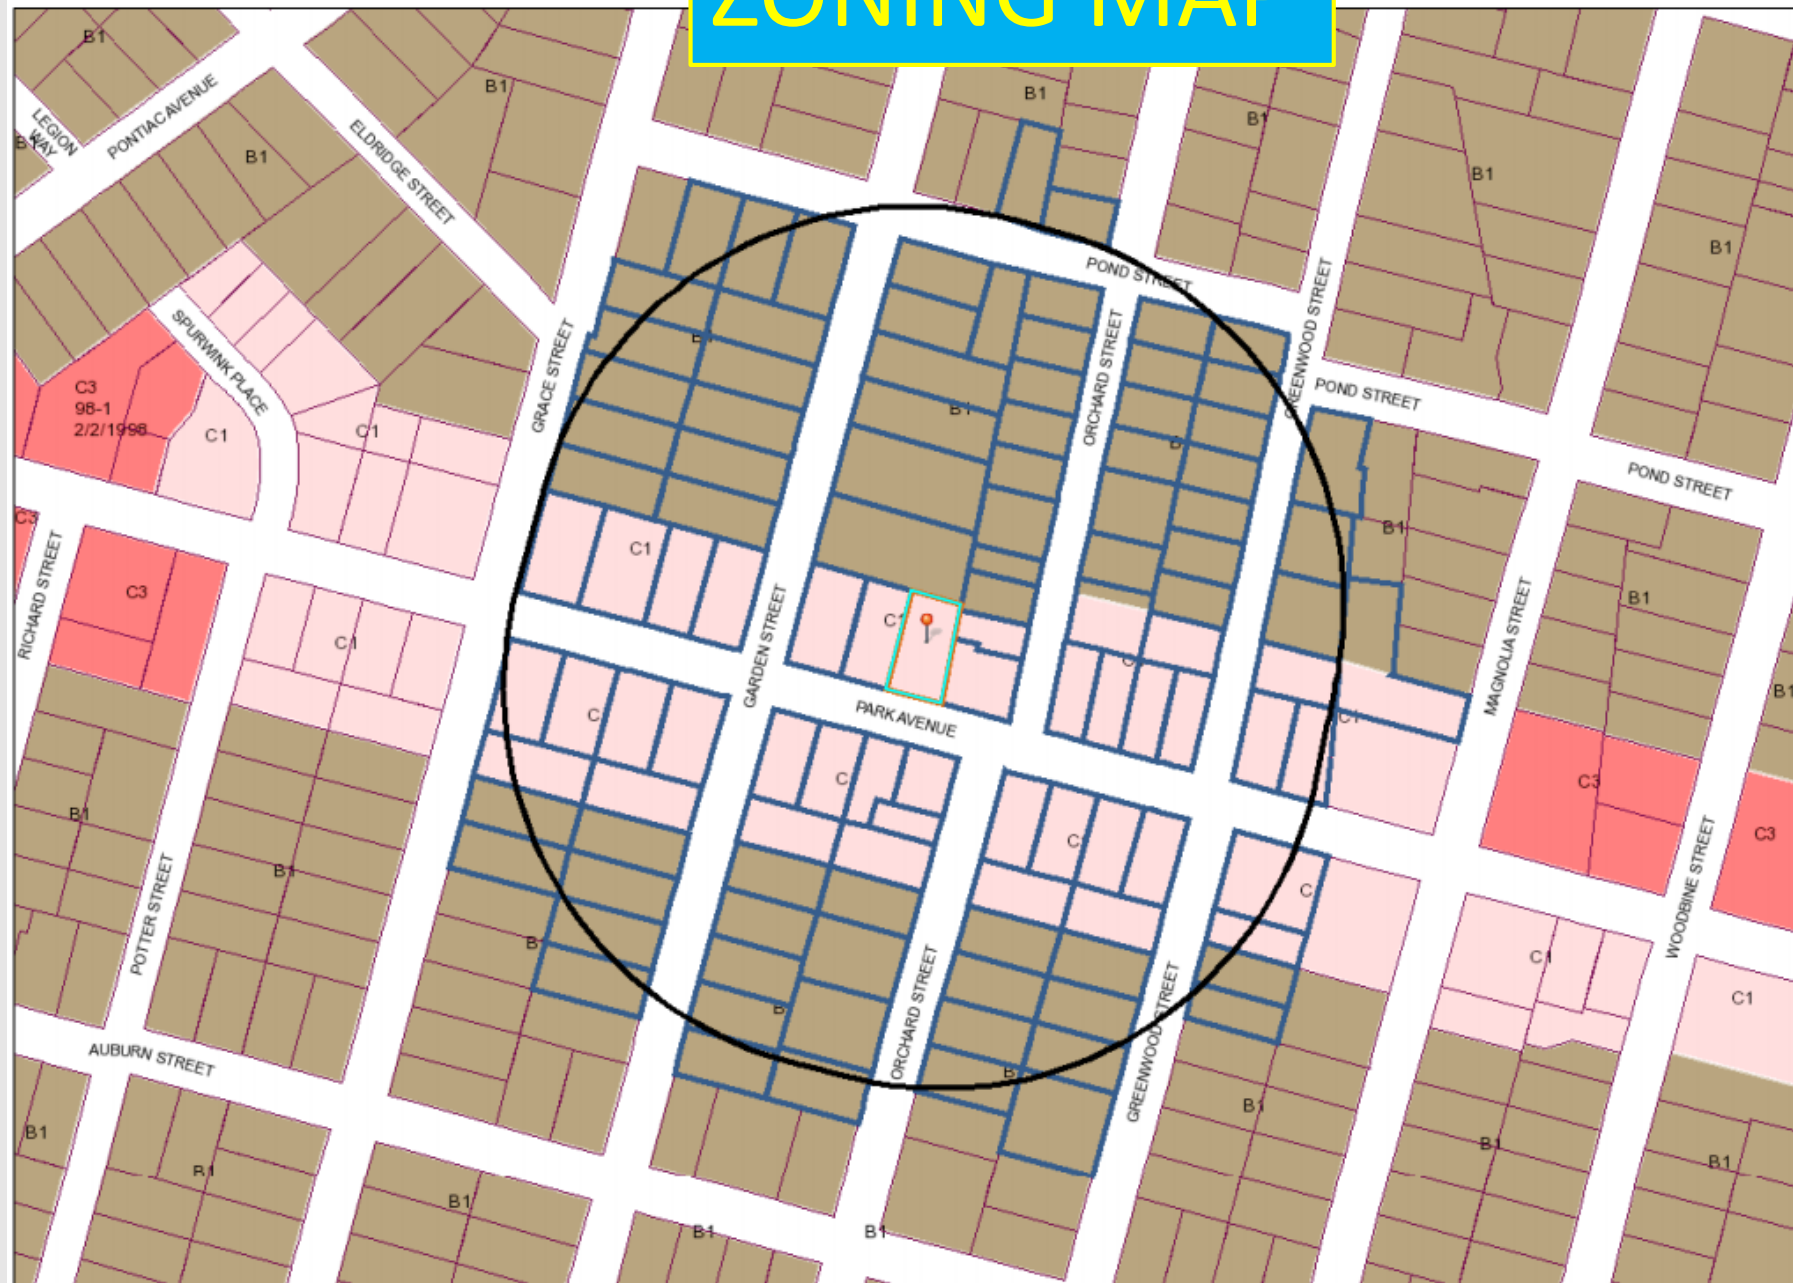 ZONING MAP
B1
B1
B1
B1
LEGION
WAY
PONTIAC AVENUE
B1
ELDRIDGE STREET
B1
B1
B1
POND STREET
GREENWOOD STREET
SPURWINK PLACE
GRACE STREET
ORCHARD STREET
B1
C3
98-1
2/2/1998
C1
C1
B1
B
POND STREET
POND STREET
B1
C3
RICHARD STREET
C3
C1
C1
GARDEN STREET
C1
C
MAGNOLIA STREET
B1
B1
C1
C
PARK AVENUE
C1
C
C
C3
C3
B1
POTTER STREET
B1
C
WOODBINE STREET
B
C1
C1
B
ORCHARD STREET
GREENWOOD STREET
AUBURN STREET
B
B1
B1
B1
B1
B1
B1
B1
B1